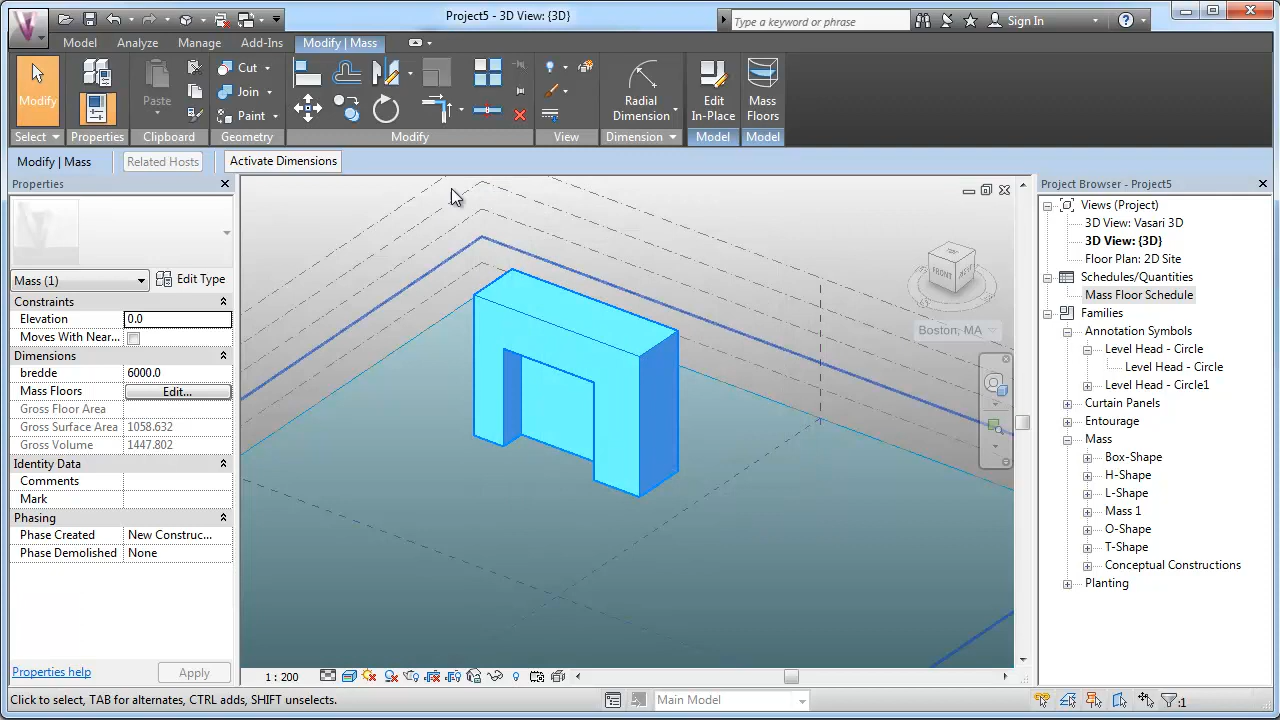 Project5 - 3D View: {3D}
Type a keyword or phrase
Sign In
Model
Analyze
Manage
Add-Ins
Modify | Mass
Modify
Paste
Cut
Join
Paint
Radial
Dimension
Edit
In-Place
Mass
Floors
Select
Properties
Clipboard
Geometry
Modify
View
Dimension
Model
Model
Modify | Mass
Related Hosts
Activate Dimensions
Properties
Mass (1)
Edit Type
Constraints
Elevation 0.0
Moves With Near...
Dimensions
bredde 6000.0
Mass Floors Edit...
Gross Floor Area
Gross Surface Area 1058.632
Gross Volume 1447.802
Identity Data
Comments
Mark
Phasing
Phase Created New Construc...
Phase Demolished None
Properties help
Apply
FRONT
Boston, MA
1 : 200
Project Browser - Project5
Views (Project)
3D View: Vasari 3D
3D View: {3D}
Floor Plan: 2D Site
Schedules/Quantities
Mass Floor Schedule
Families
Annotation Symbols
Level Head - Circle
Level Head - Circle
Level Head - Circle1
Curtain Panels
Entourage
Mass
Box-Shape
H-Shape
L-Shape
Mass 1
O-Shape
T-Shape
Conceptual Constructions
Planting
Click to select, TAB for alternates, CTRL adds, SHIFT unselects.
Main Model
:1